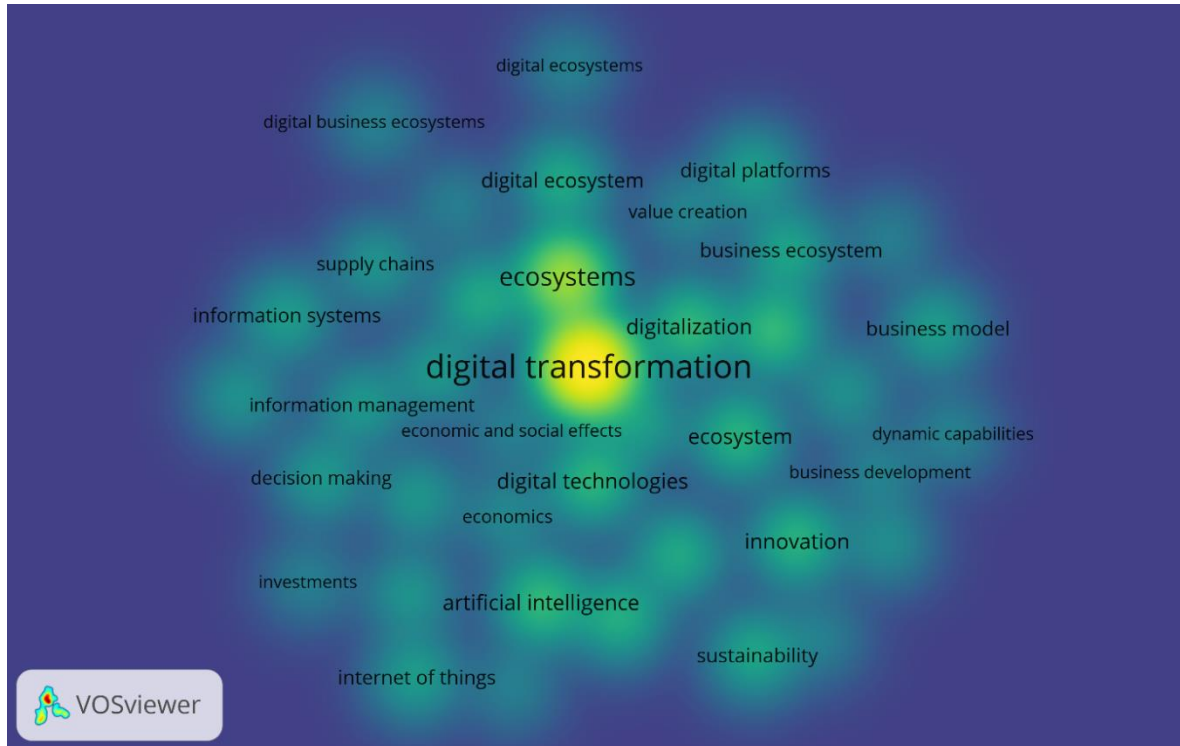 digital ecosystems
digital business ecosystems
digital platforms
digital ecosystem
value creation
business ecosystem
supply chains
ecosystems
information systems
digitalization
business model
digital transformation
information management
economic and social effects
ecosystem
dynamic capabilities
business development
decision making
digital technologies
economics
innovation
investments
artificial intelligence
sustainability
internet of things
VOSviewer